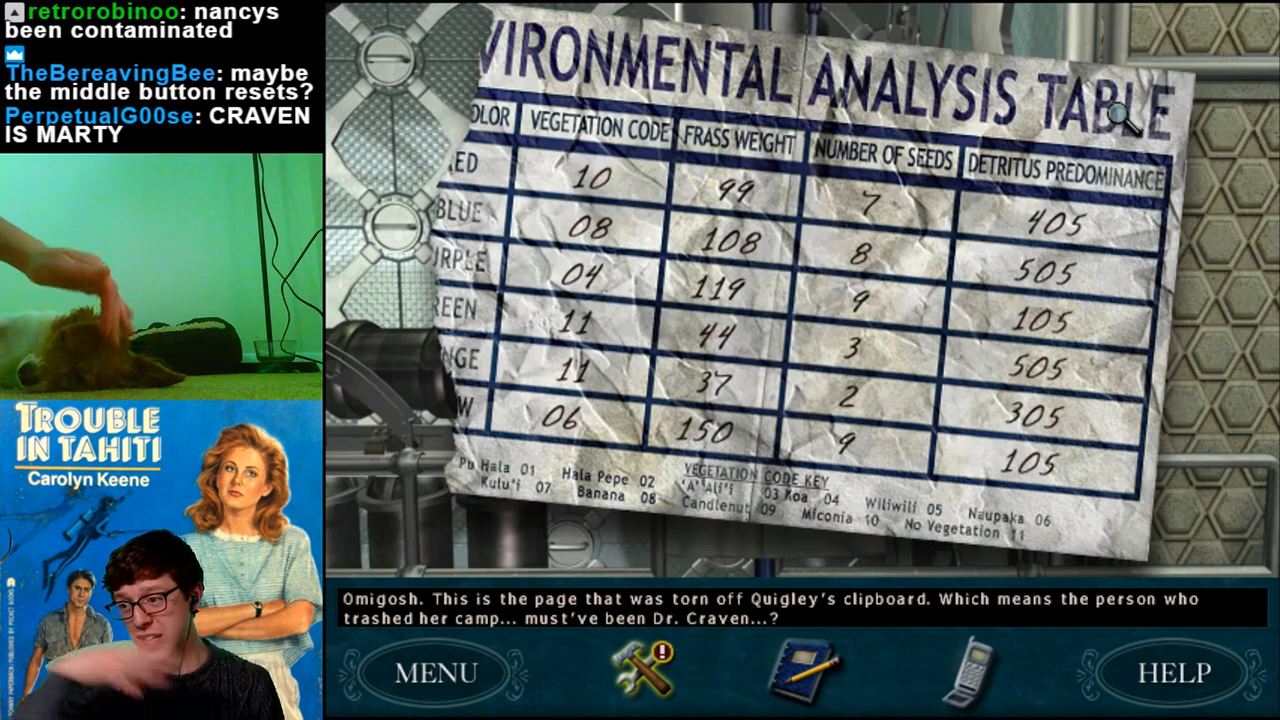 retrorobinoo: nancys
been contaminated
TheBereavingBee: maybe
the middle button resets?
PerpetualG00se: CRAVEN
IS MARTY
TROUBLE
IN TAHITI
Carolyn Keene
VIRONMENTAL ANALYSIS TABLE
OLOR VEGETATION CODE FRASS WEIGHT NUMBER OF SEEDS DETRITUS PREDOMINANCE
ED 10 99 7 405
BLUE 08 108 8 505
URPLE 04 119 9 105
REEN 11 44 3 505
NGE 11 37 2 305
W 06 150 9 105
VEGETATION CODE KEY
Pu Hala 01 Hala Pepe 02 'A'Ali'i 03 Koa 04 Wiliwili 05 Naupaka 06
Kulu'i 07 Banana 08 Candlenut 09 Miconia 10 No Vegetation 11
Omigosh. This is the page that was torn off Quigley's clipboard. Which means the person who
trashed her camp... must've been Dr. Craven...?
MENU
HELP